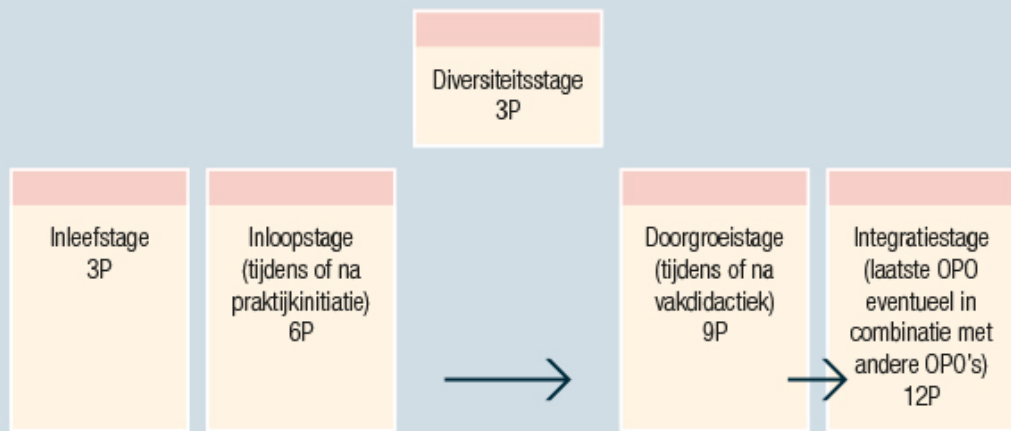 Diversiteitsstage
3P
Inleefstage
3P
Inloopstage
(tijdens of na
praktijkinitiatie)
6P
Doorgroeistage
(tijdens of na
vakdidactiek)
9P
Integratiestage
(laatste OPO
eventueel in
combinatie met
andere OPO's)
12P